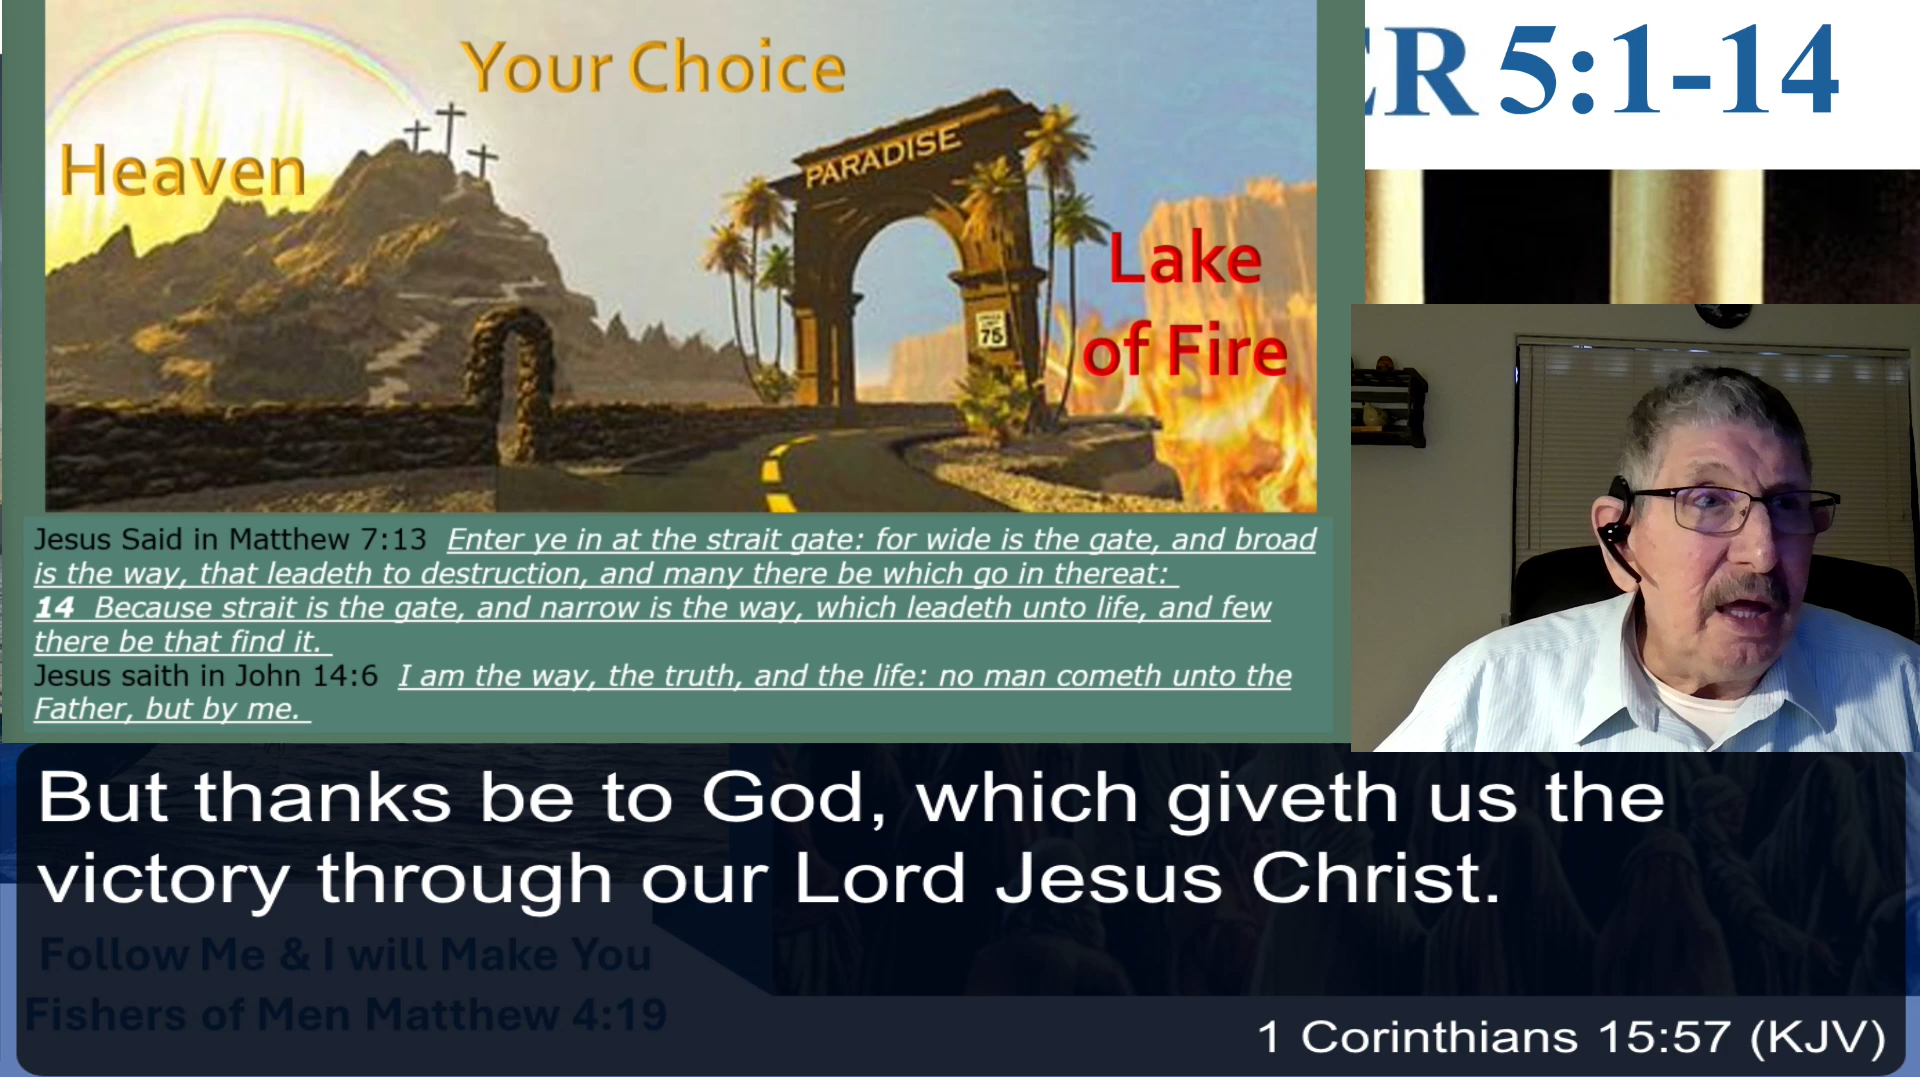 Your Choice
Heaven
PARADISE
75
Lake
of Fire
ER 5:1-14
Jesus Said in Matthew 7:13 Enter ye in at the strait gate: for wide is the gate, and broad
is the way, that leadeth to destruction, and many there be which go in thereat:
14 Because strait is the gate, and narrow is the way, which leadeth unto life, and few
there be that find it.
Jesus saith in John 14:6 I am the way, the truth, and the life: no man cometh unto the
Father, but by me.
But thanks be to God, which giveth us the
victory through our Lord Jesus Christ.
Follow Me & I will Make You
Fishers of Men Matthew 4:19
1 Corinthians 15:57 (KJV)